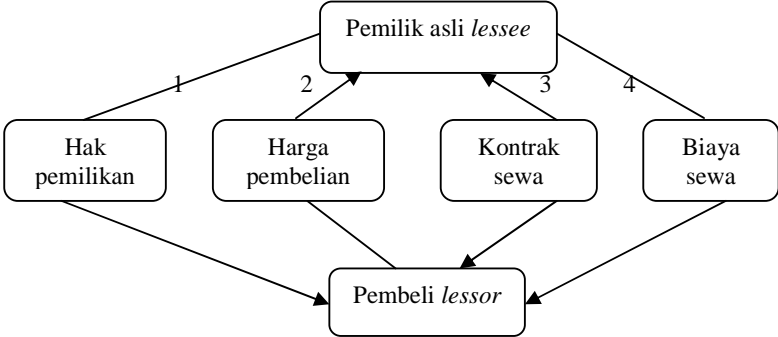 Pemilik asli lessee
1
2
3
4
Hak
pemilikan
Harga
pembelian
Kontrak
sewa
Biaya
sewa
Pembeli lessor